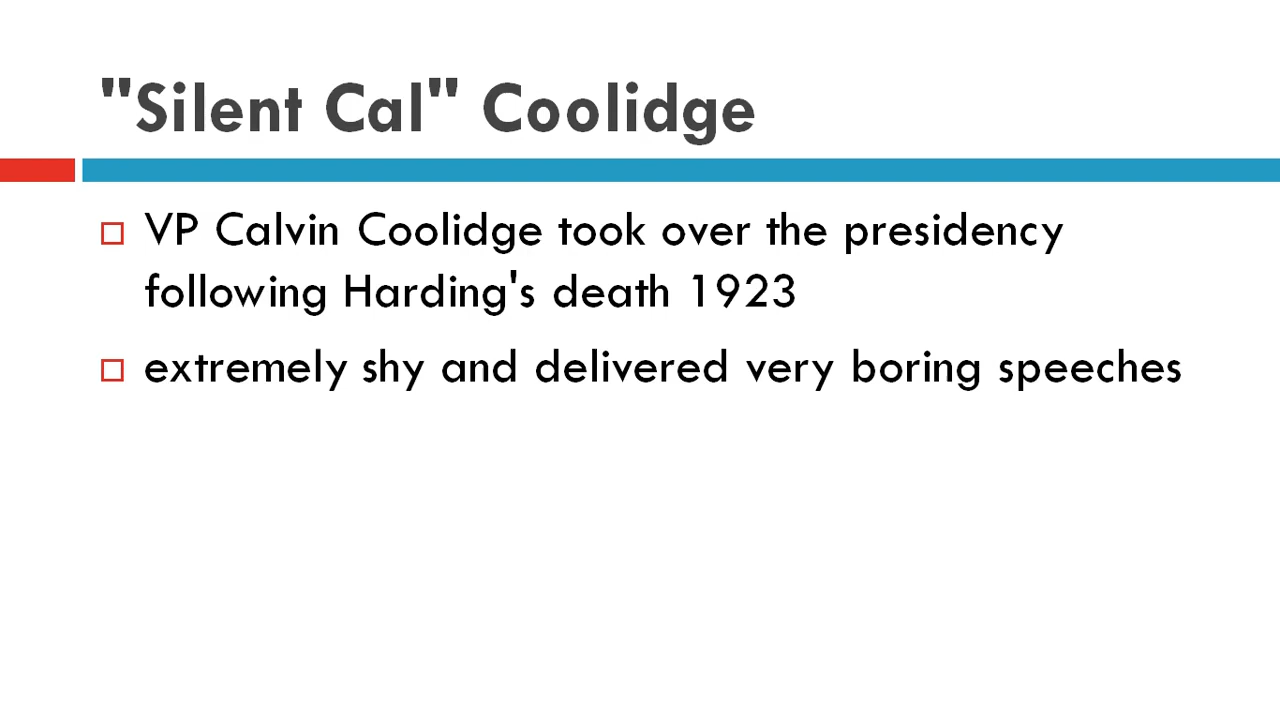 "Silent Cal" Coolidge
VP Calvin Coolidge took over the presidency
following Harding's death 1923
extremely shy and delivered very boring speeches